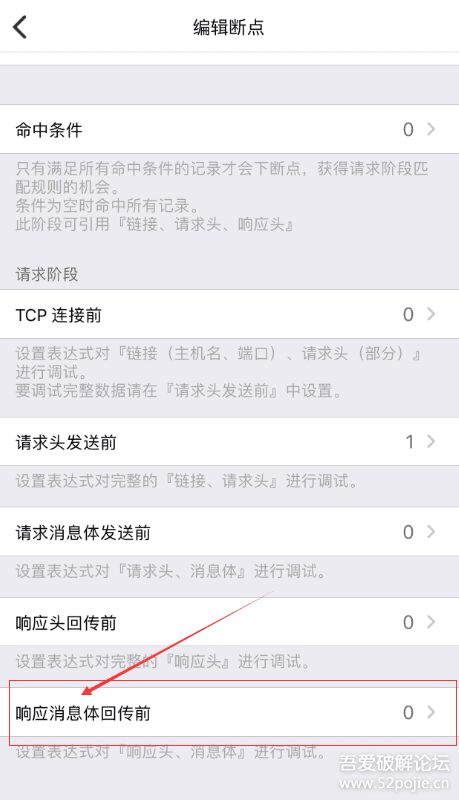 编辑断点
命中条件 0
只有满足所有命中条件的记录才会下断点，获得请求阶段匹
配规则的机会。
条件为空时命中所有记录。
此阶段可引用『链接、请求头、响应头』
请求阶段
TCP 连接前 0
设置表达式对『链接（主机名、端口）、请求头（部分）』
进行调试。
要调试完整数据请在『请求头发送前』中设置。
请求头发送前 1
设置表达式对完整的『链接、请求头』进行调试。
请求消息体发送前 0
设置表达式对『请求头、消息体』进行调试。
响应头回传前 0
设置表达式对完整的『响应头』进行调试。
响应消息体回传前 0
设置表达式对『响应头、消息体』进行调试。
吾爱破解论坛
www.52pojie.cn